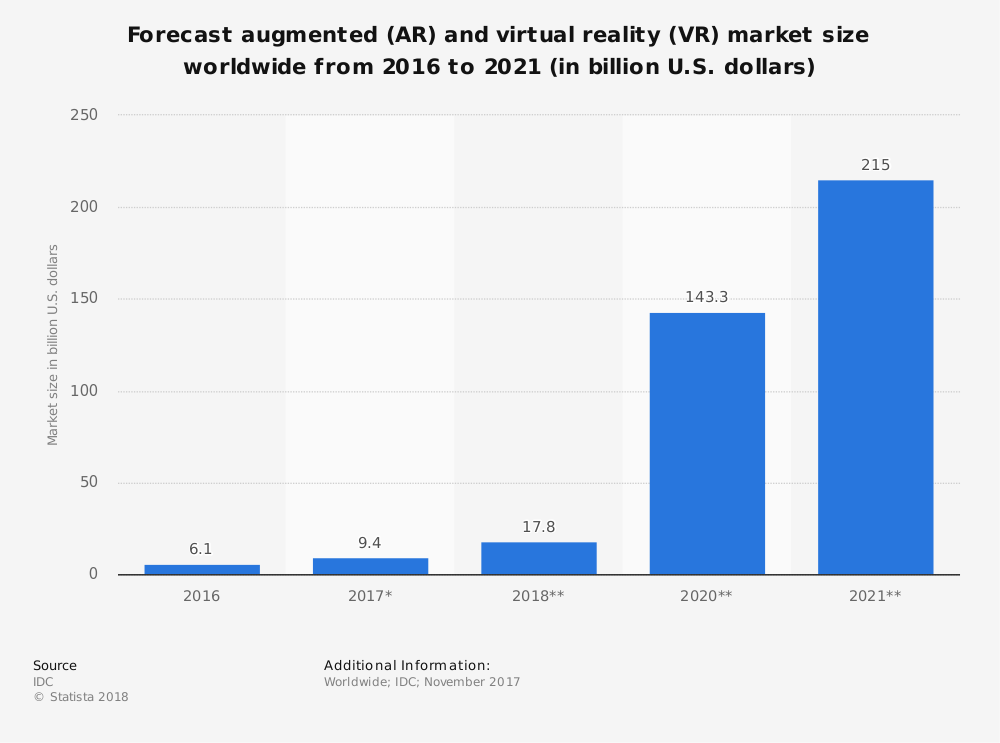 Forecast augmented (AR) and virtual reality (VR) market size
worldwide from 2016 to 2021 (in billion U.S. dollars)
Market size in billion U.S. dollars
250
200
150
100
50
0
6.1
9.4
17.8
143.3
215
2016
2017*
2018**
2020**
2021**
Source
IDC
© Statista 2018
Additional Information:
Worldwide; IDC; November 2017